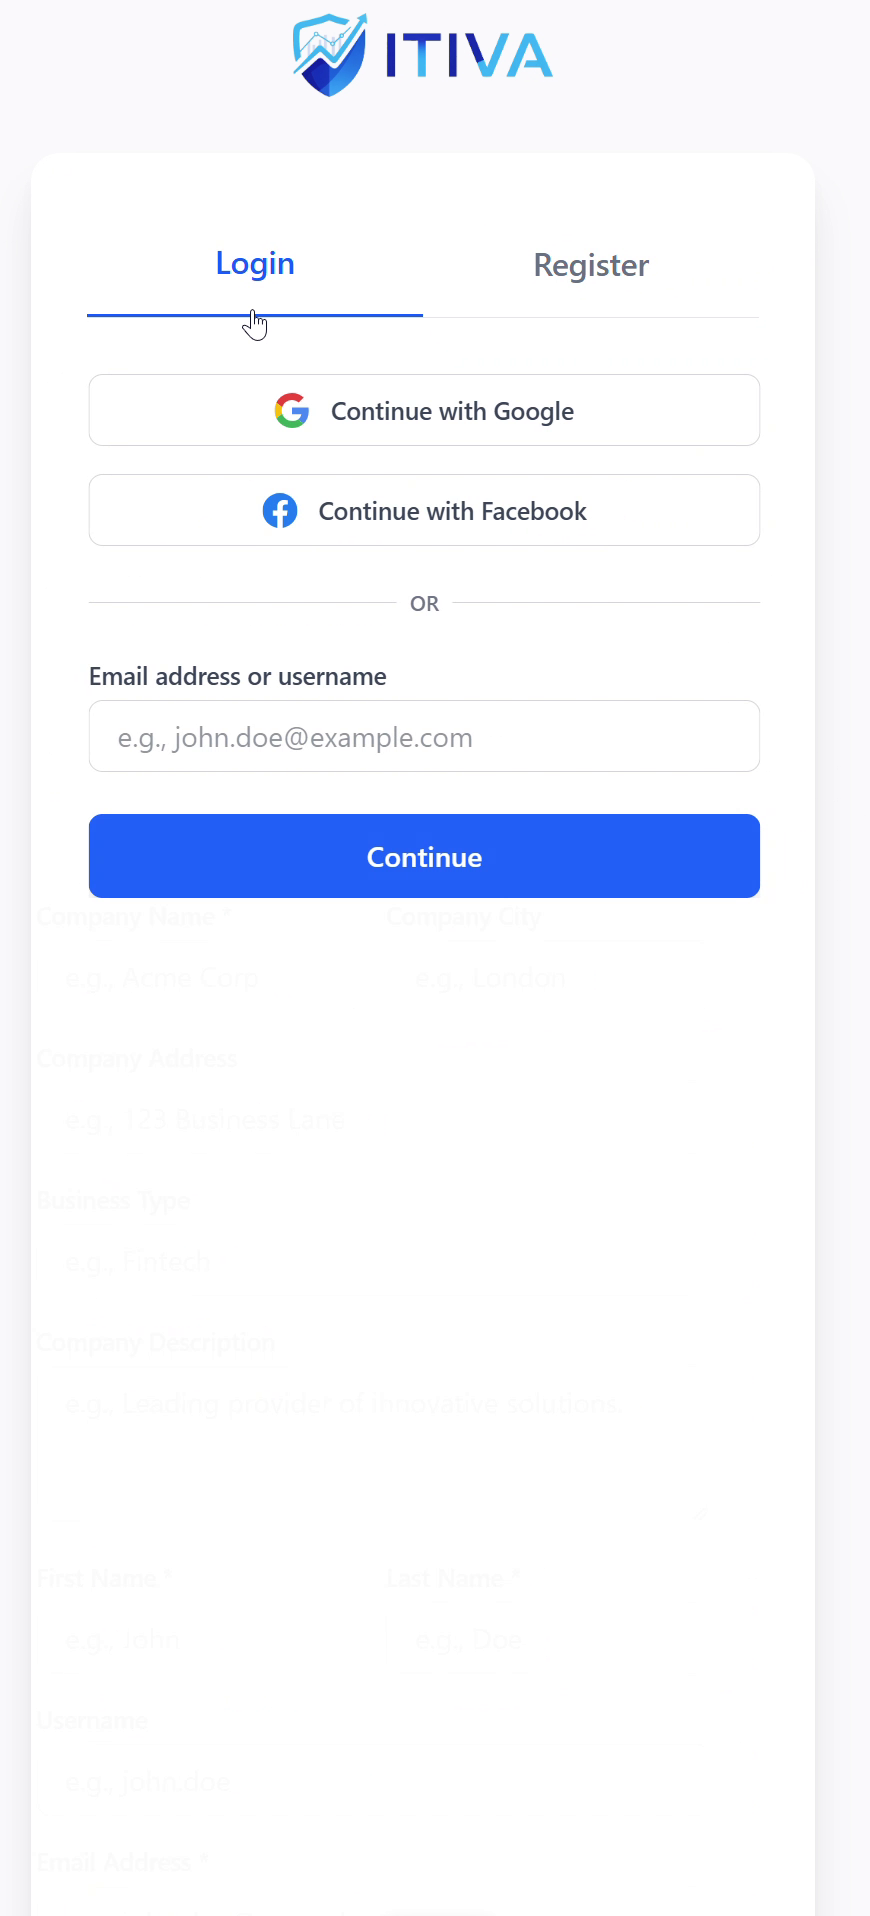 ITIVA
Login
Register
Continue with Google
Continue with Facebook
OR
Email address or username
e.g., john.doe@example.com
Continue
Company Name *
Company City
e.g., Acme Corp
e.g., London
Company Address
e.g., 123 Business Lane
Business Type
e.g., Fintech
Company Description
e.g., Leading provider of innovative solutions.
First Name *
Last Name *
e.g., John
e.g., Doe
Username
e.g., john.doe
Email Address *